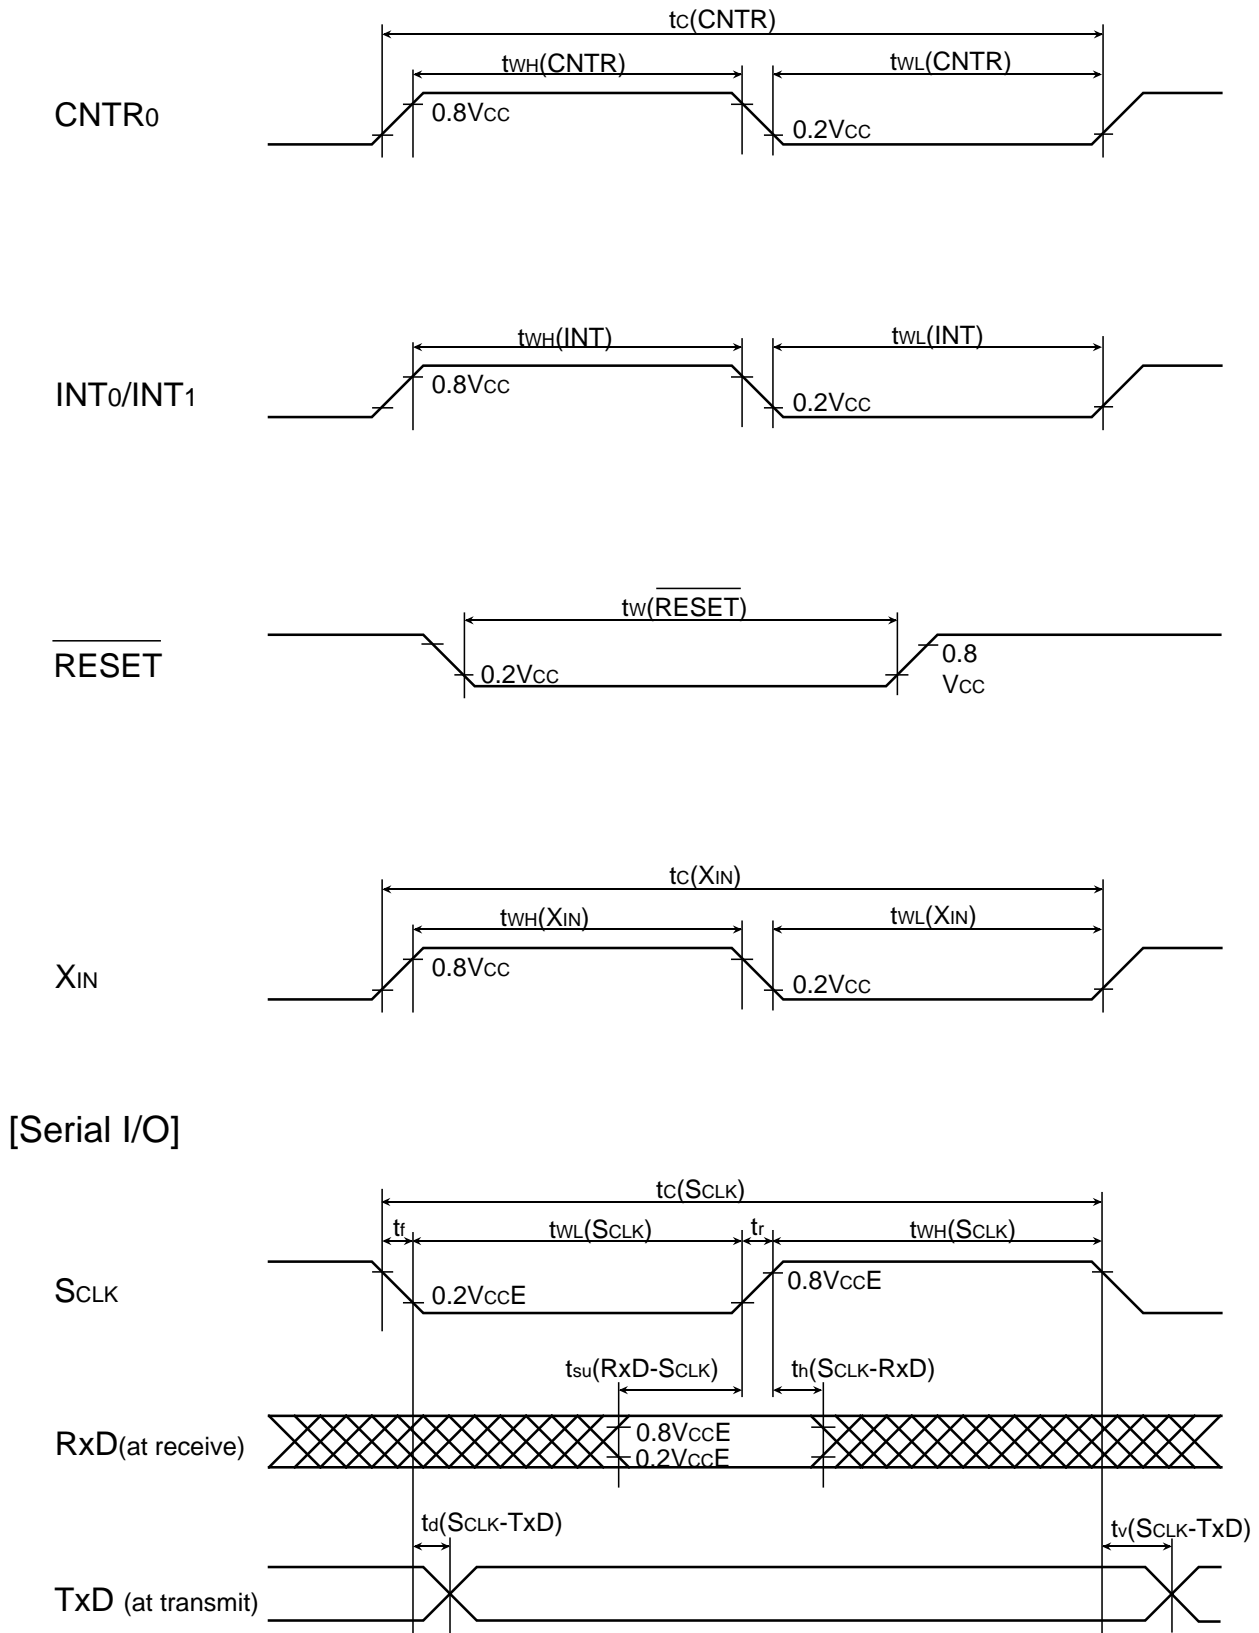 tC(CNTR)
tWH(CNTR)
tWL(CNTR)
CNTR0
0.8VCC
0.2VCC
tWH(INT)
tWL(INT)
INT0/INT1
0.8VCC
0.2VCC
tW(RESET)
RESET
0.2VCC
0.8
VCC
tC(XIN)
tWH(XIN)
tWL(XIN)
XIN
0.8VCC
0.2VCC
[Serial I/O]
tC(SCLK)
tf
tWL(SCLK)
tr
tWH(SCLK)
SCLK
0.2VCCE
0.8VCCE
tsu(RxD-SCLK)
th(SCLK-RxD)
RxD(at receive)
0.8VCCE
0.2VCCE
td(SCLK-TxD)
tv(SCLK-TxD)
TxD (at transmit)